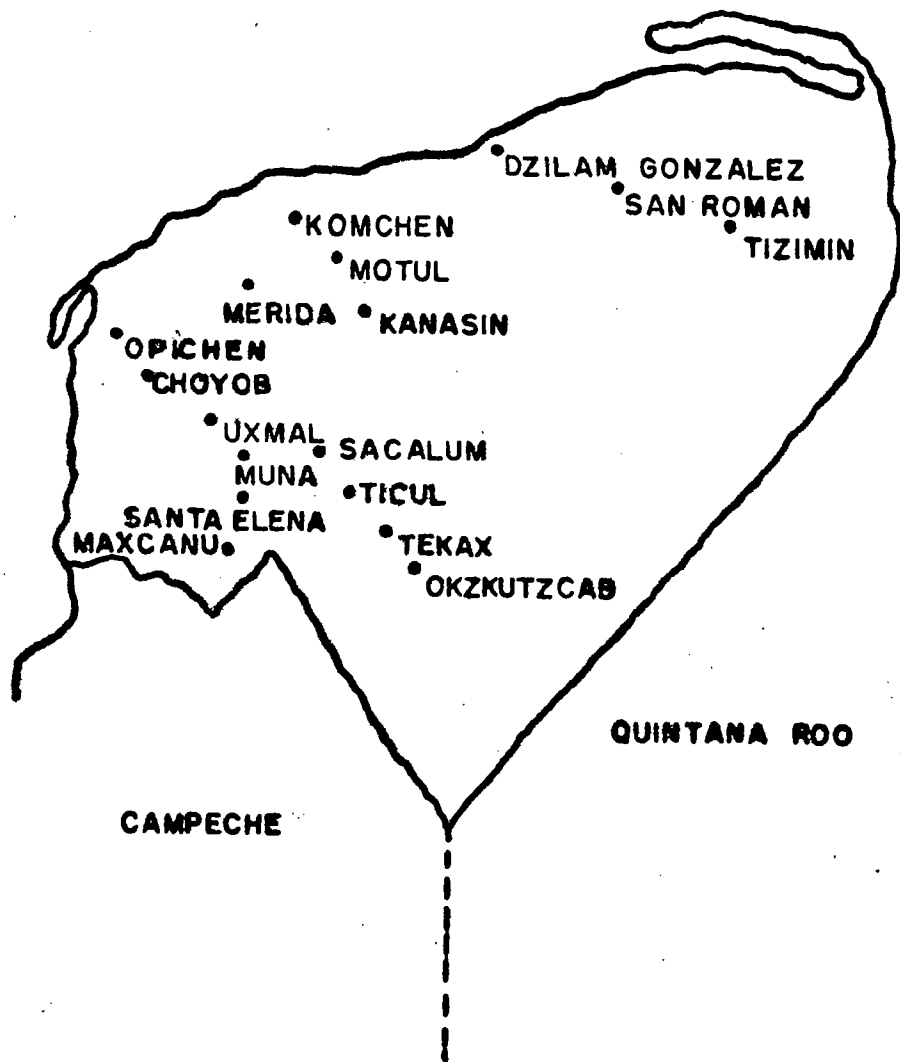 DZILAM GONZALEZ
SAN ROMAN
KOMCHEN
TIZIMIN
MOTUL
MERIDA
KANASIN
OPICHEN
CHOYOB
UXMAL
SACALUM
MUNA
TICUL
SANTA ELENA
MAXCANU
TEKAX
OKZKUTZCAB
QUINTANA ROO
CAMPECHE